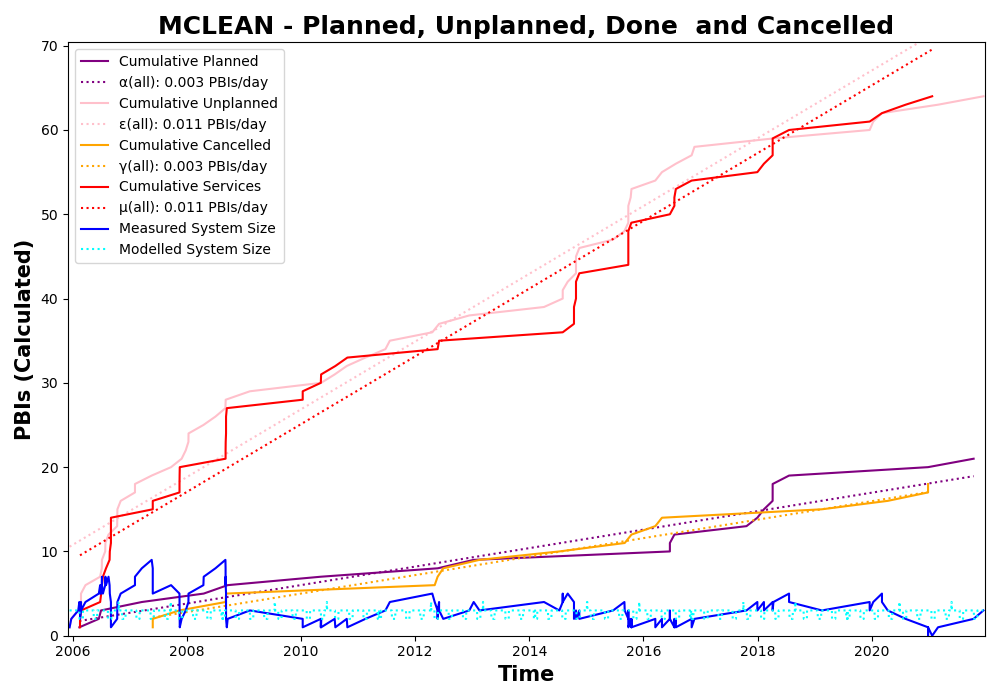 MCLEAN - Planned, Unplanned, Done  and Cancelled
PBIs (Calculated)
70
60
50
40
30
20
10
0
Cumulative Planned
α(all): 0.003 PBIs/day
Cumulative Unplanned
ε(all): 0.011 PBIs/day
Cumulative Cancelled
γ(all): 0.003 PBIs/day
Cumulative Services
μ(all): 0.011 PBIs/day
Measured System Size
Modelled System Size
2006 2008 2010 2012 2014 2016 2018 2020
Time